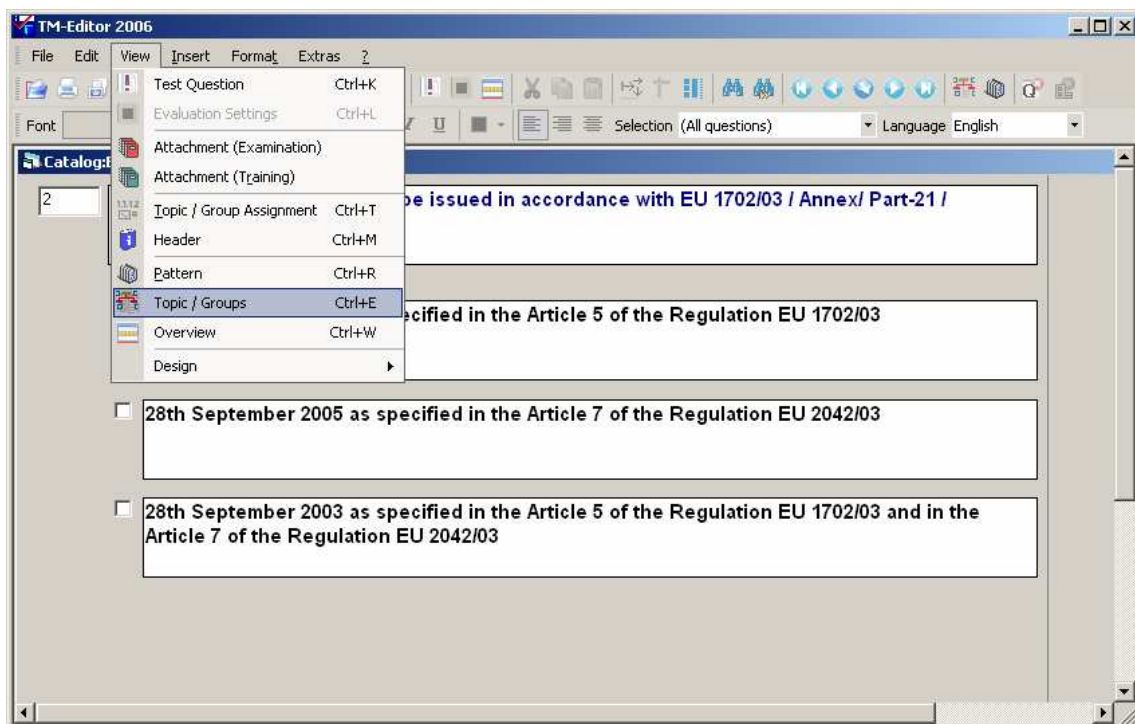 TM-Editor 2006
File Edit View Insert Format Extras ?
Font
U
Selection (All questions)
Language English
Catalog:
Test Question Ctrl+K
Evaluation Settings Ctrl+L
Attachment (Examination)
Attachment (Training)
Topic / Group Assignment Ctrl+T
Header Ctrl+M
Pattern Ctrl+R
Topic / Groups Ctrl+E
Overview Ctrl+W
Design
2
be issued in accordance with EU 1702/03 / Annex/ Part-21 /
ecified in the Article 5 of the Regulation EU 1702/03
28th September 2005 as specified in the Article 7 of the Regulation EU 2042/03
28th September 2003 as specified in the Article 5 of the Regulation EU 1702/03 and in the
Article 7 of the Regulation EU 2042/03